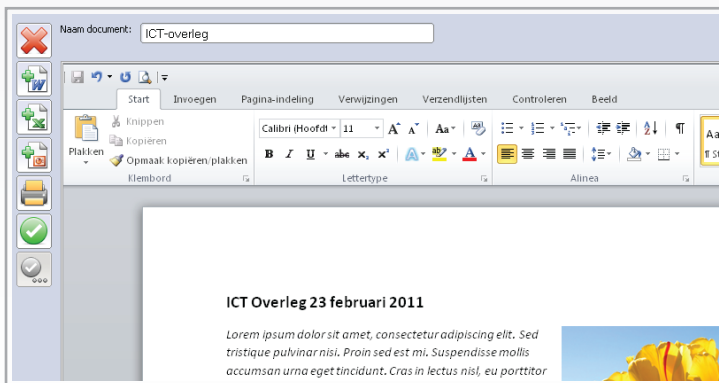 Naam document: ICT-overleg
Start Invoegen Pagina-indeling Verwijzingen Verzendlijsten Controleren Beeld
Plakken
Knippen
Kopiëren
Opmaak kopiëren/plakken
Klembord
Calibri (Hoofdt 11
Lettertype
Alinea
ICT Overleg 23 februari 2011
Lorem ipsum dolor sit amet, consectetur adipiscing elit. Sed
tristique pulvinar nisi. Proin sed est mi. Suspendisse mollis
accumsan urna eget tincidunt. Cras in lectus nisl, eu porttitor